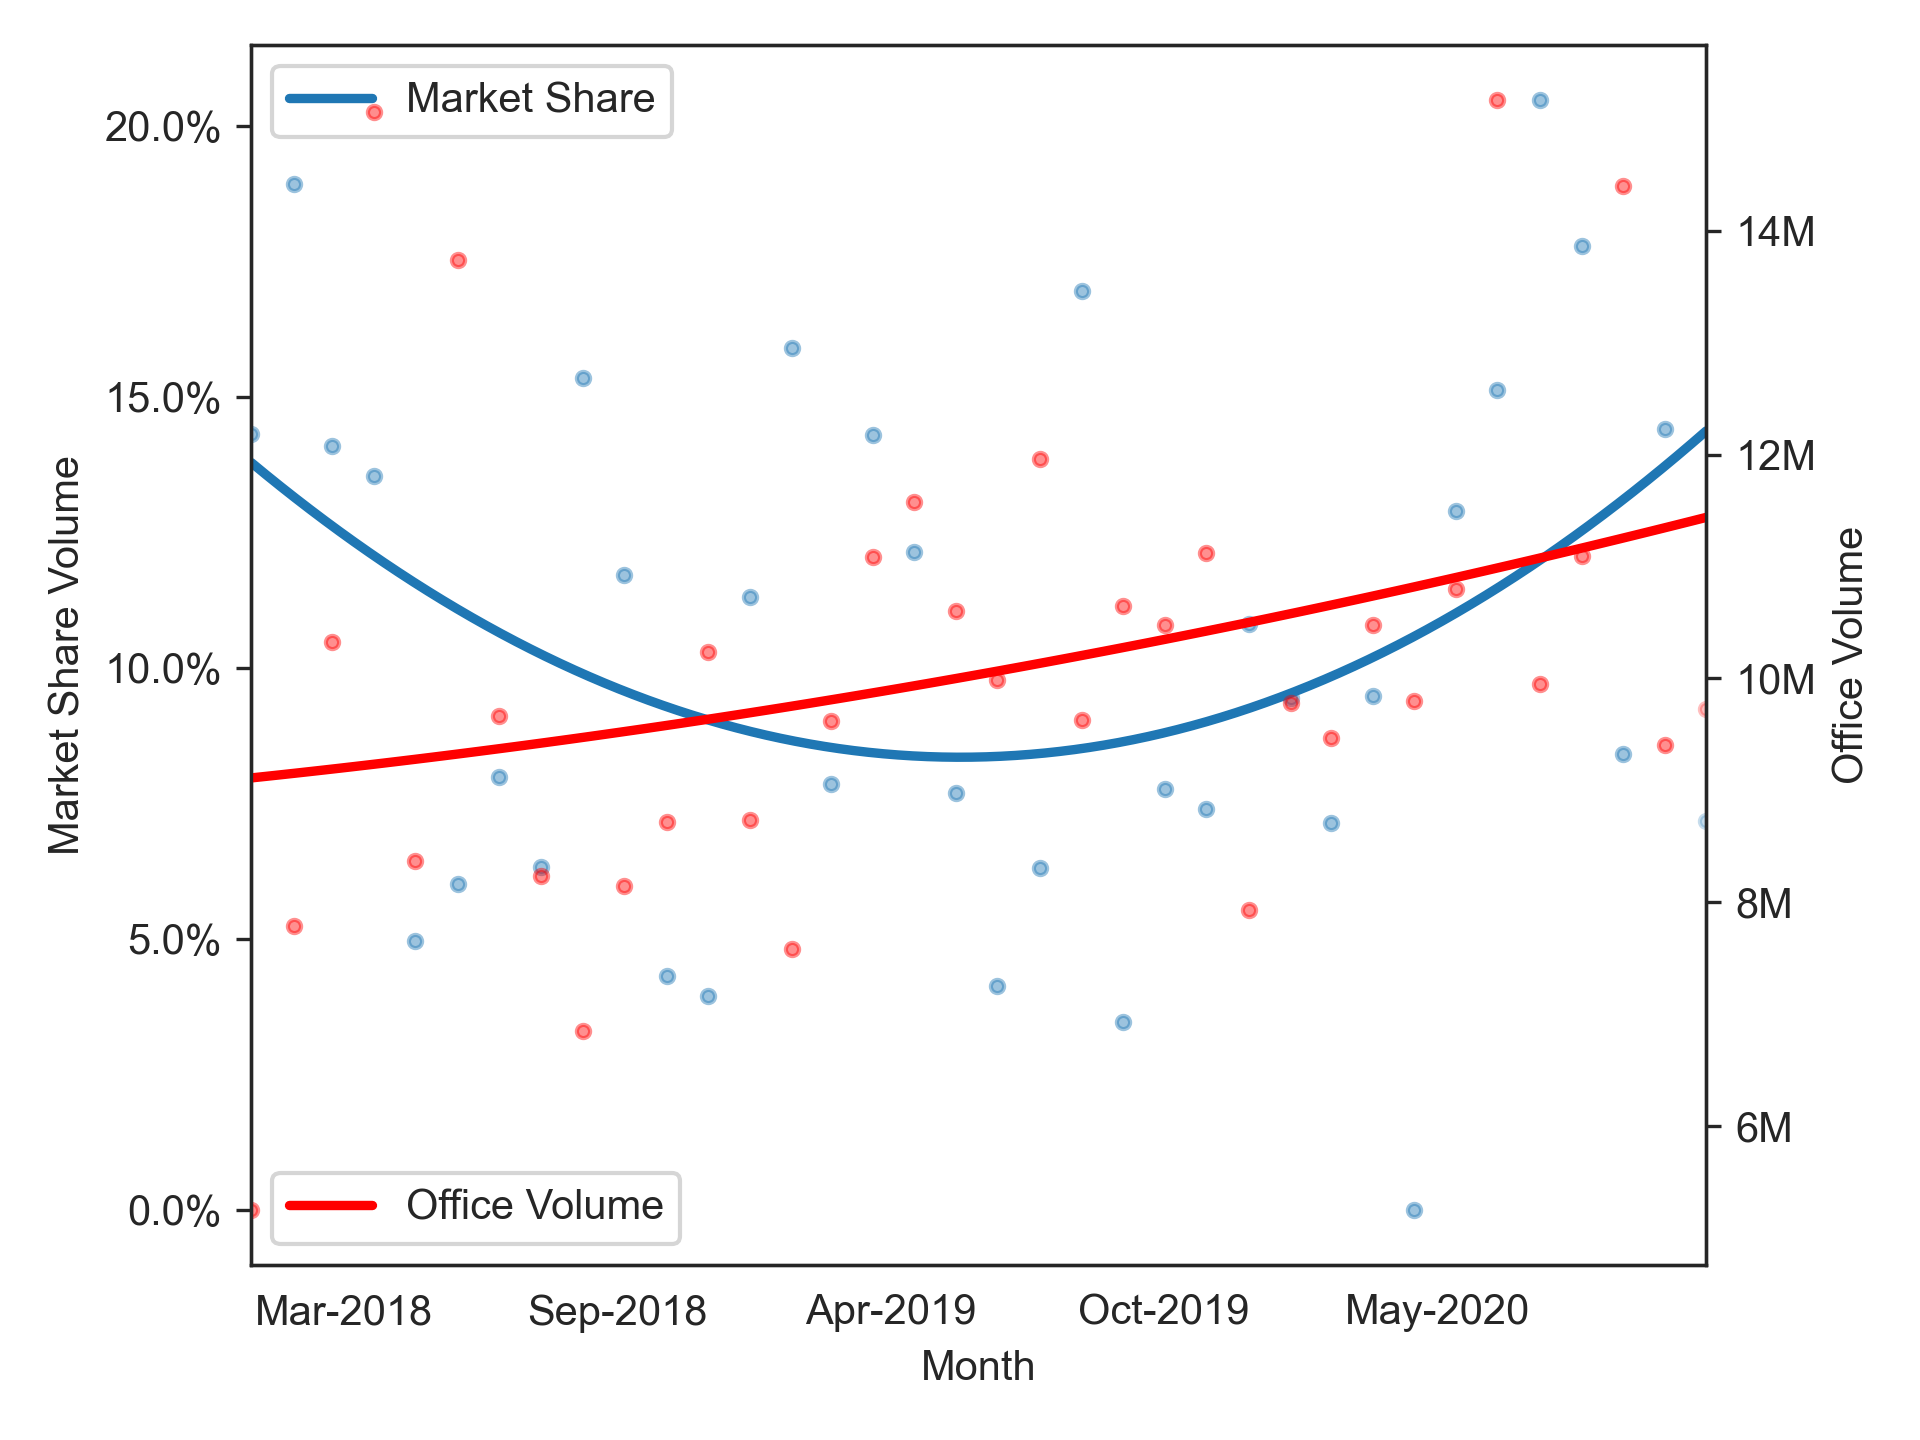 Market Share
20.0%
15.0%
10.0%
5.0%
0.0%
Market Share Volume
14M
12M
10M
8M
6M
Office Volume
Office Volume
Mar-2018
Sep-2018
Apr-2019
Oct-2019
May-2020
Month